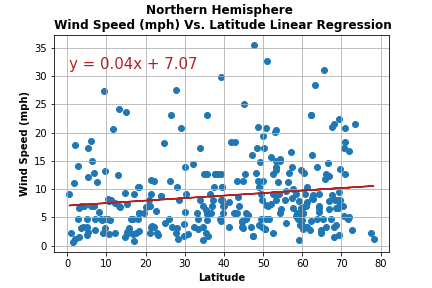 Northern Hemisphere
Wind Speed (mph) Vs. Latitude Linear Regression
y = 0.04x + 7.07
Wind Speed (mph)
35
30
25
20
15
10
5
0
0 10 20 30 40 50 60 70 80
Latitude